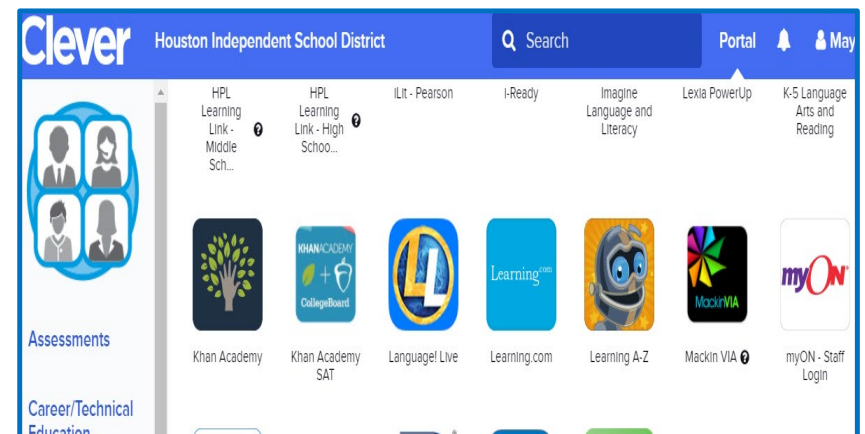 Clever Houston Independent School District Search Portal May
HPL
Learning
Link -
Middle
Sch...
HPL
Learning
Link - High
Schoo...
iLit - Pearson
I-Ready
Imagine
Language and
Literacy
Lexia PowerUp
K-5 Language
Arts and
Reading
KHANACADEMY
CollegeBoard
LL
Learning.com
MackinVIA
myON
Assessments
Khan Academy
Khan Academy
SAT
Language! Live
Learning.com
Learning A-Z
Mackin VIA
myON - Staff
Login
Career/Technical
Education